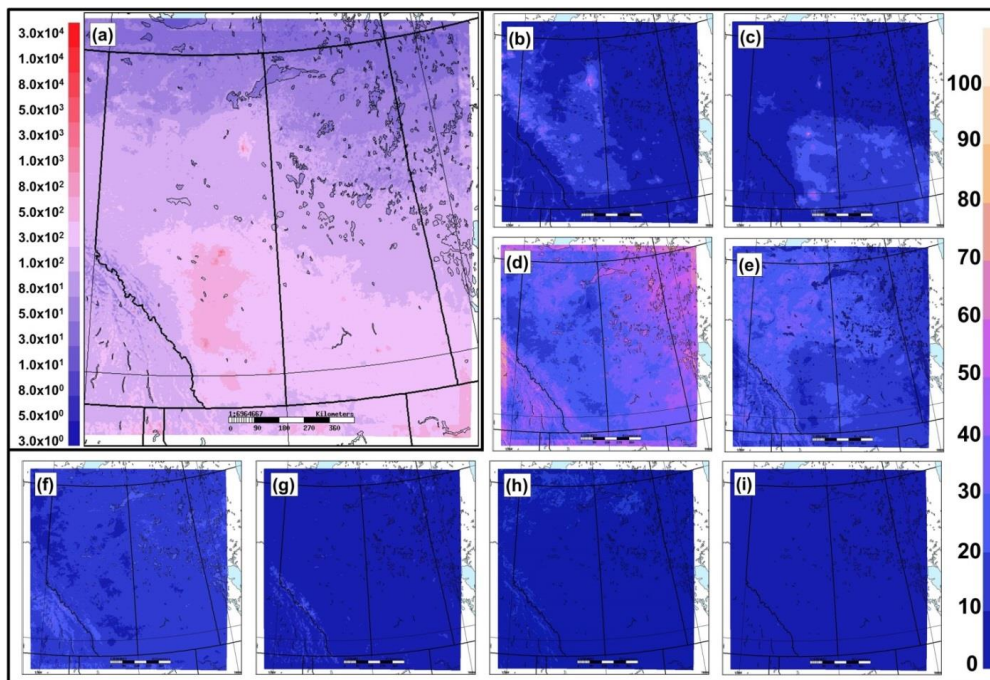 (a)
3.0x10⁴
1.0x10⁴
8.0x10⁴
5.0x10³
3.0x10³
1.0x10³
8.0x10²
5.0x10²
3.0x10²
1.0x10²
8.0x10¹
5.0x10¹
3.0x10¹
1.0x10¹
8.0x10⁰
5.0x10⁰
3.0x10⁰
1:6964667 Kilometers
0 90 180 270 360
(b)
(c)
(d)
(e)
(f)
(g)
(h)
(i)
100
90
80
70
60
50
40
30
20
10
0